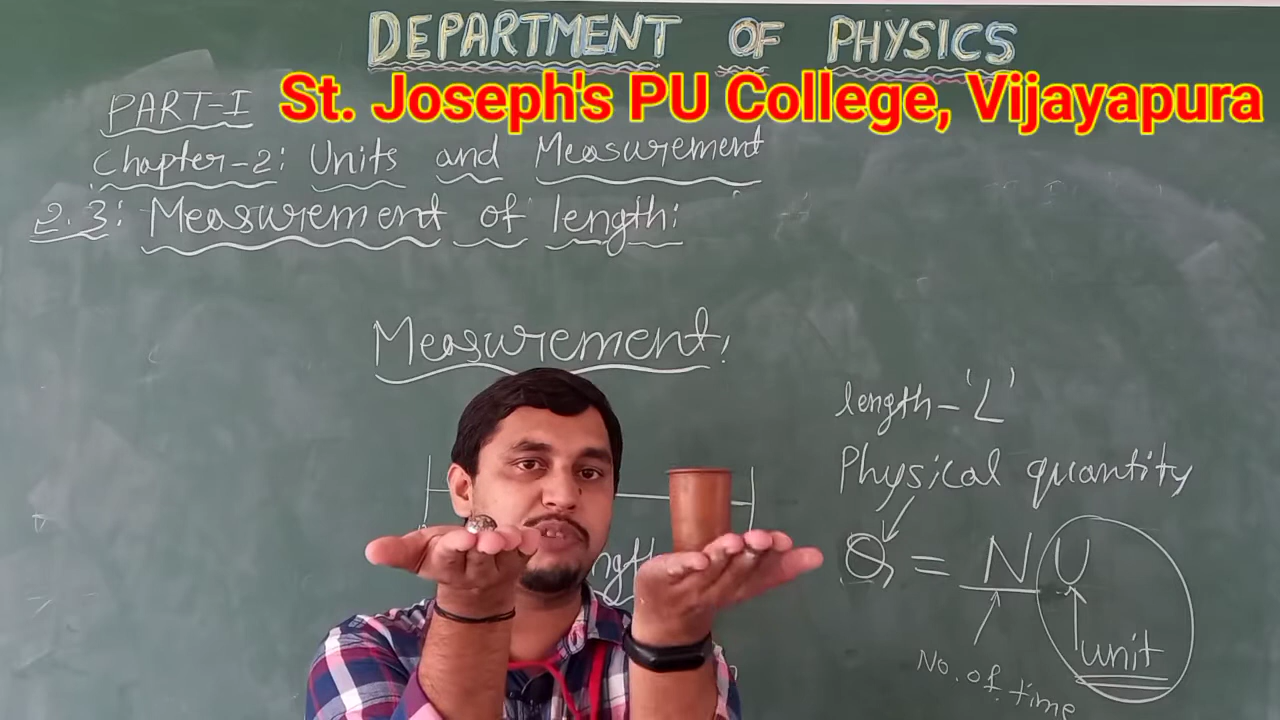 DEPARTMENT OF PHYSICS
St. Joseph's PU College, Vijayapura
PART-I
Chapter-2: Units and Measurement
2.3: Measurement of length:
Measurement:
length - 'L'
Physical quantity
Q = NU
unit
No. of time